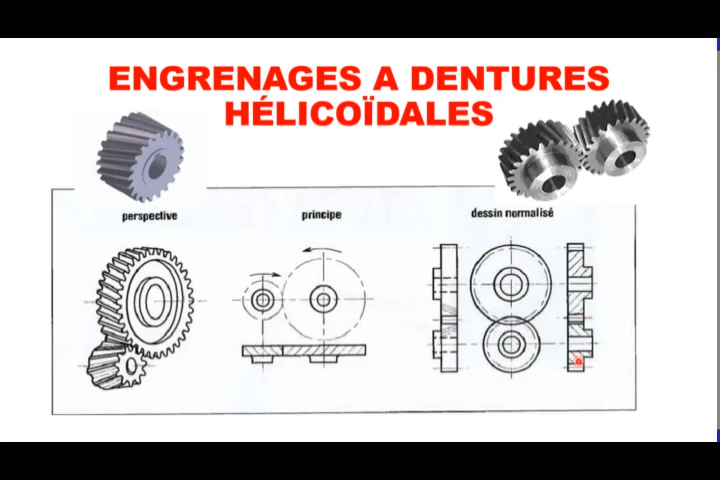 ENGRENAGES A DENTURES
HÉLICOÏDALES
perspective
principe
dessin normalisé